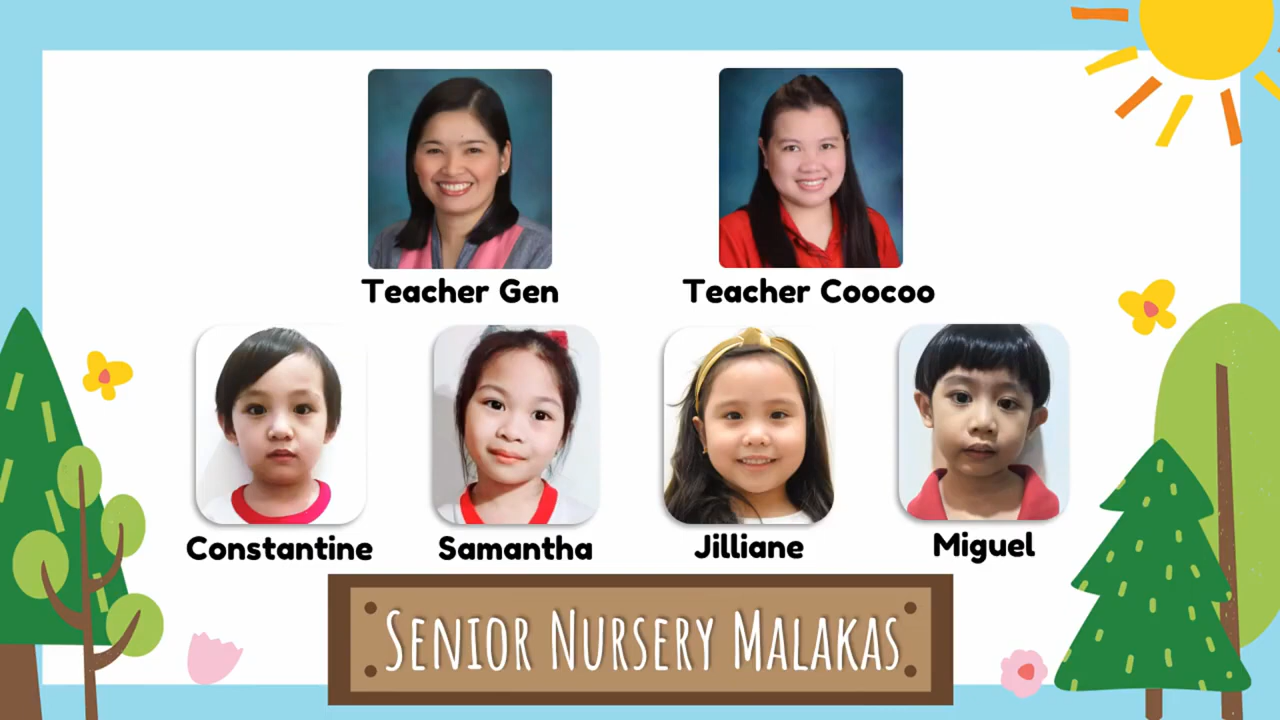 Teacher Gen
Teacher Coocoo
Constantine
Samantha
Jilliane
Miguel
SENIOR NURSERY MALAKAS